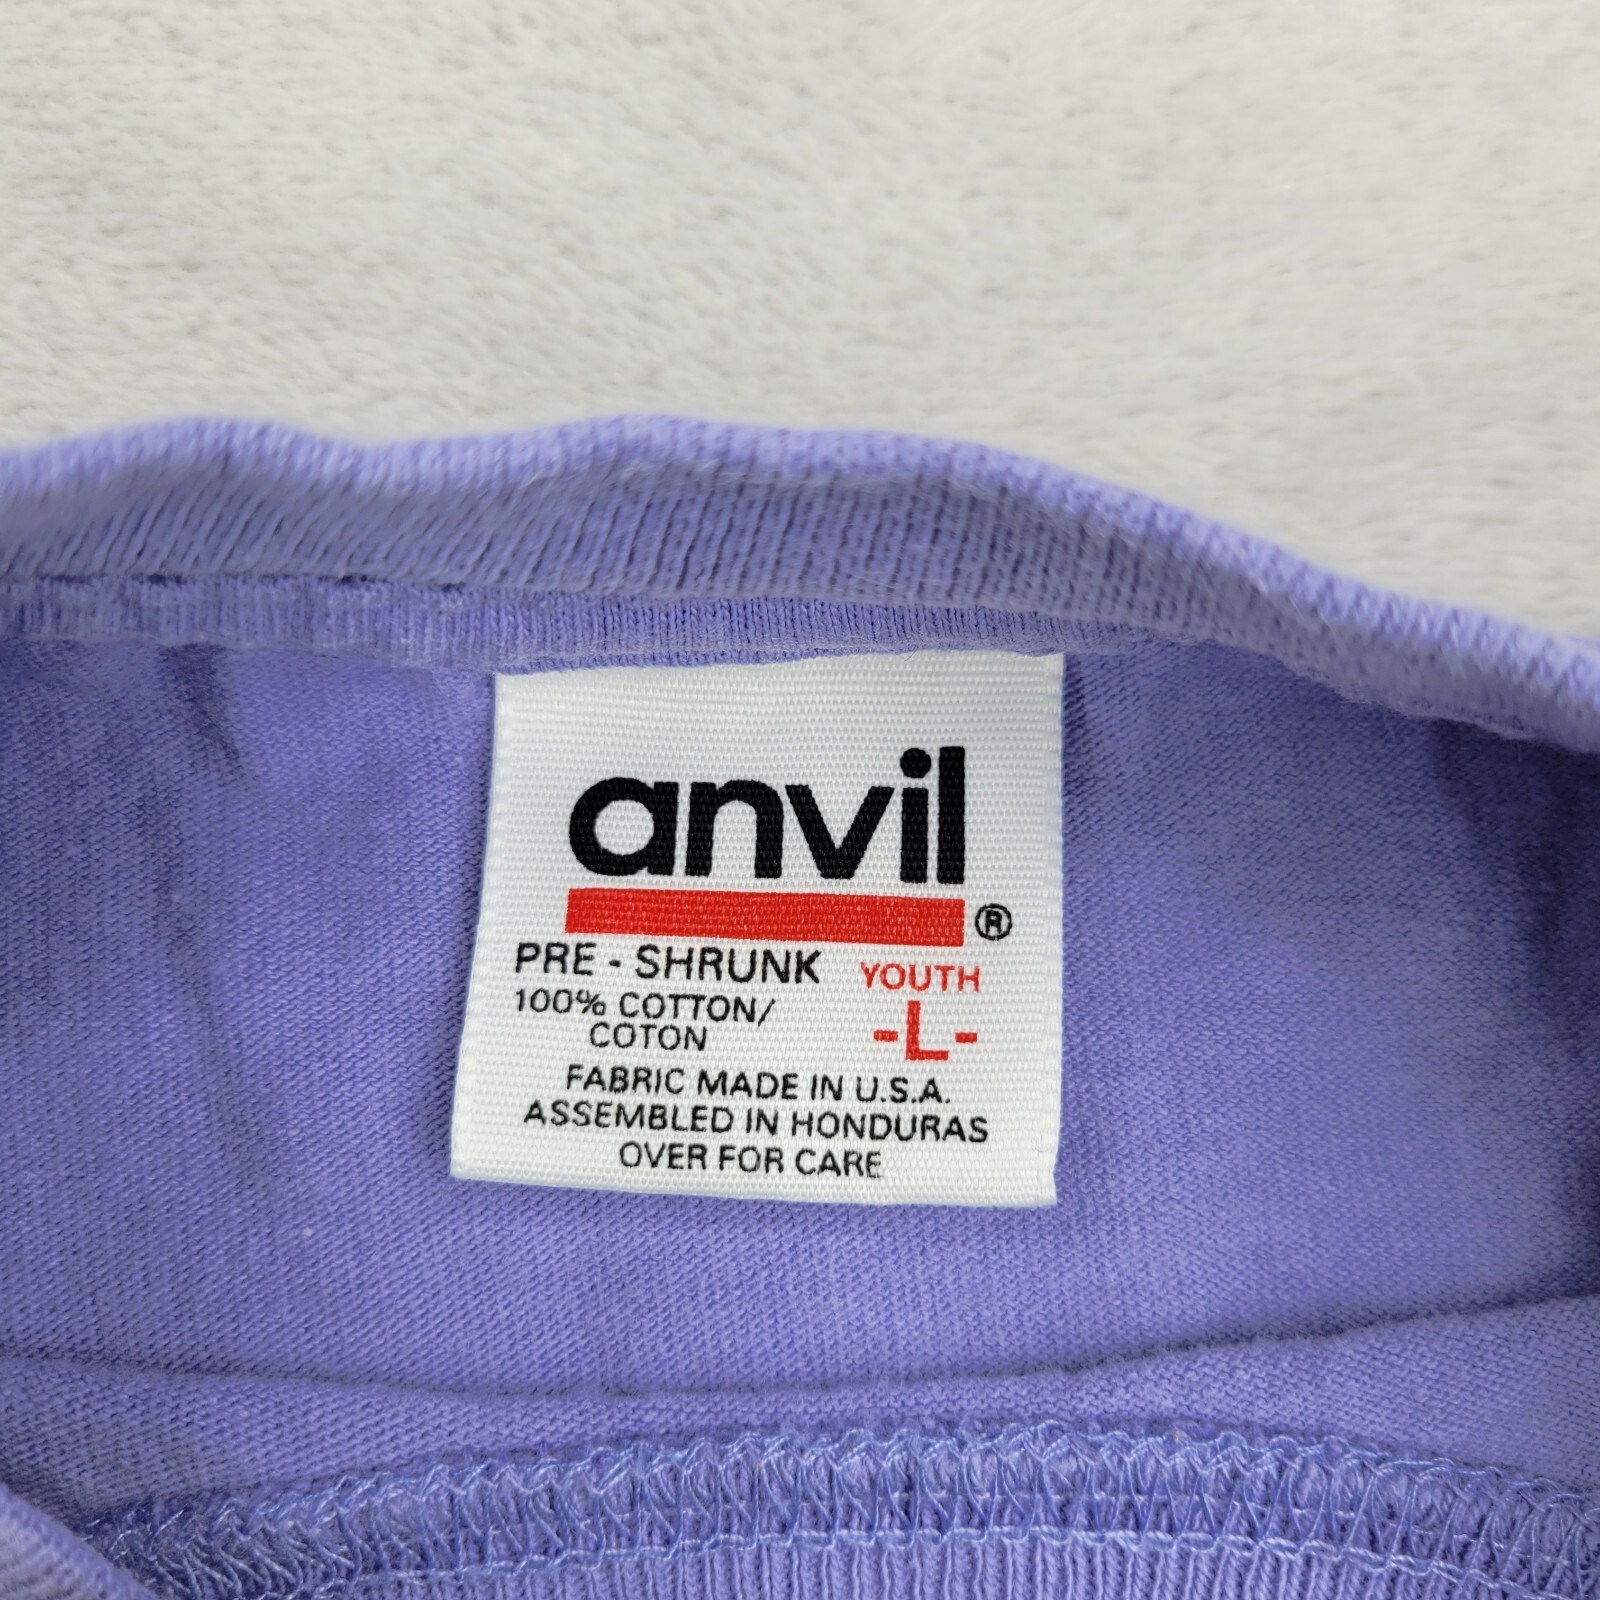 anvil
®
PRE - SHRUNK
100% COTTON/
COTON
YOUTH
-L-
FABRIC MADE IN U.S.A.
ASSEMBLED IN HONDURAS
OVER FOR CARE